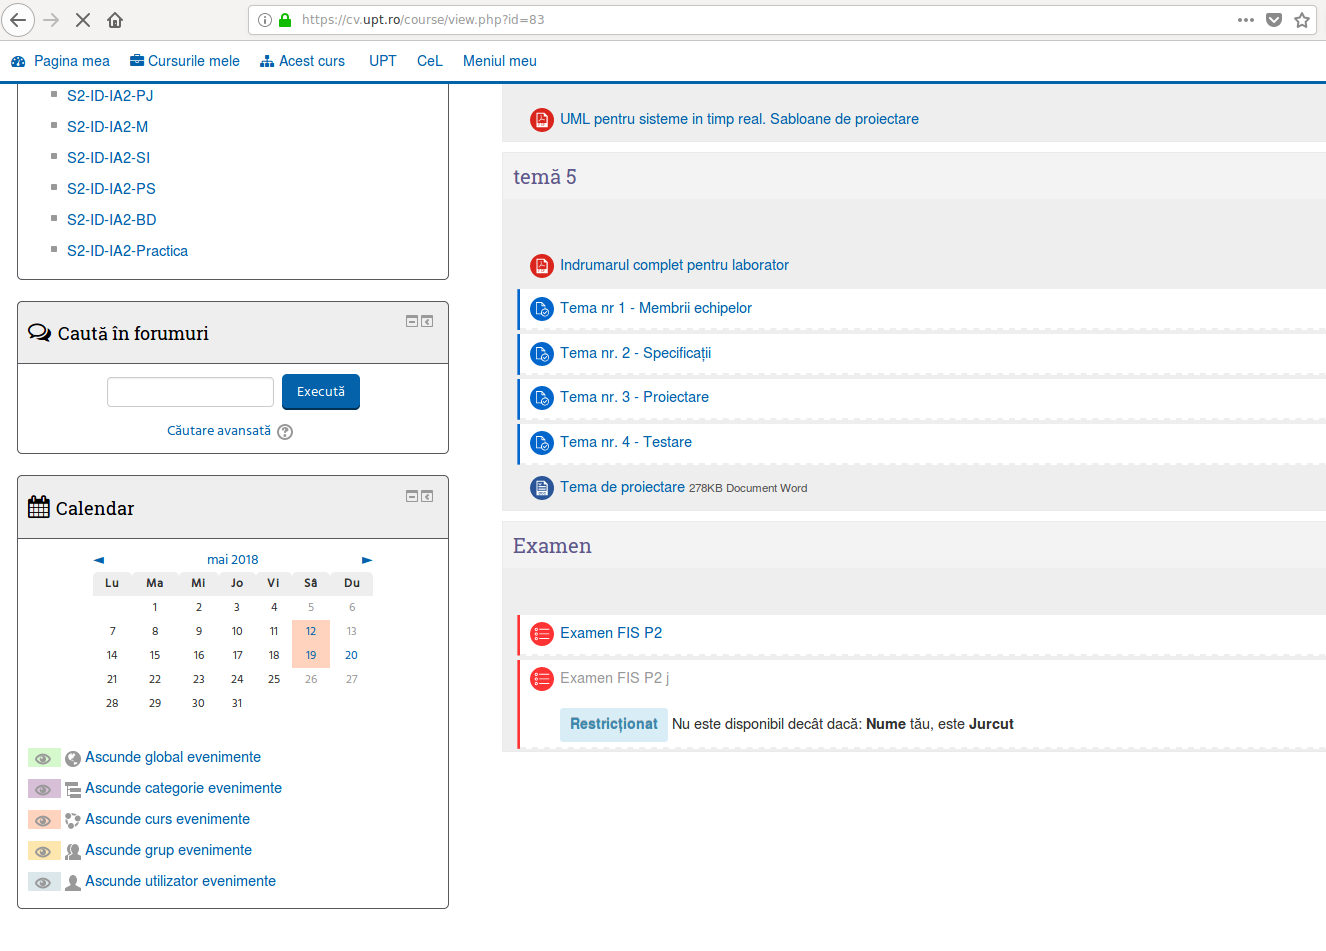 https://cv.upt.ro/course/view.php?id=83
Pagina mea Cursurile mele Acest curs UPT CeL Meniul meu
S2-ID-IA2-PJ
S2-ID-IA2-M
S2-ID-IA2-SI
S2-ID-IA2-PS
S2-ID-IA2-BD
S2-ID-IA2-Practica
Caută în forumuri
Execută
Căutare avansată
Calendar
◄ mai 2018 ►
Lu Ma Mi Jo Vi Sâ Du
1 2 3 4 5 6
7 8 9 10 11 12 13
14 15 16 17 18 19 20
21 22 23 24 25 26 27
28 29 30 31
Ascunde global evenimente
Ascunde categorie evenimente
Ascunde curs evenimente
Ascunde grup evenimente
Ascunde utilizator evenimente
UML pentru sisteme in timp real. Sabloane de proiectare
temă 5
Indrumarul complet pentru laborator
Tema nr 1 - Membrii echipelor
Tema nr. 2 - Specificații
Tema nr. 3 - Proiectare
Tema nr. 4 - Testare
Tema de proiectare 278KB Document Word
Examen
Examen FIS P2
Examen FIS P2 j
Restricționat Nu este disponibil decât dacă: Nume tău, este Jurcut